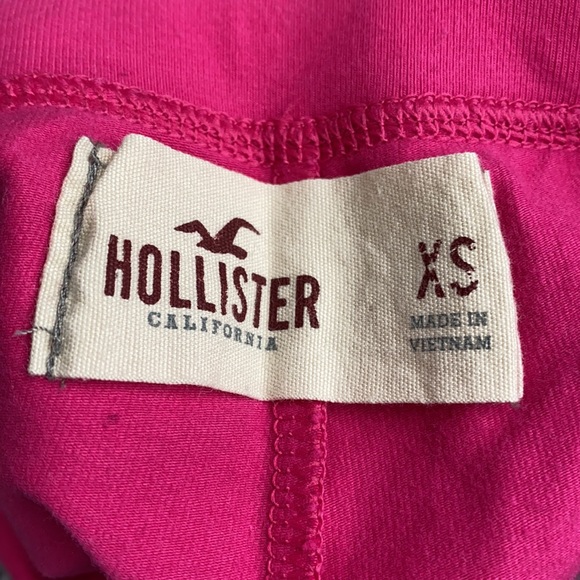 HOLLISTER
CALIFORNIA
XS
MADE IN
VIETNAM